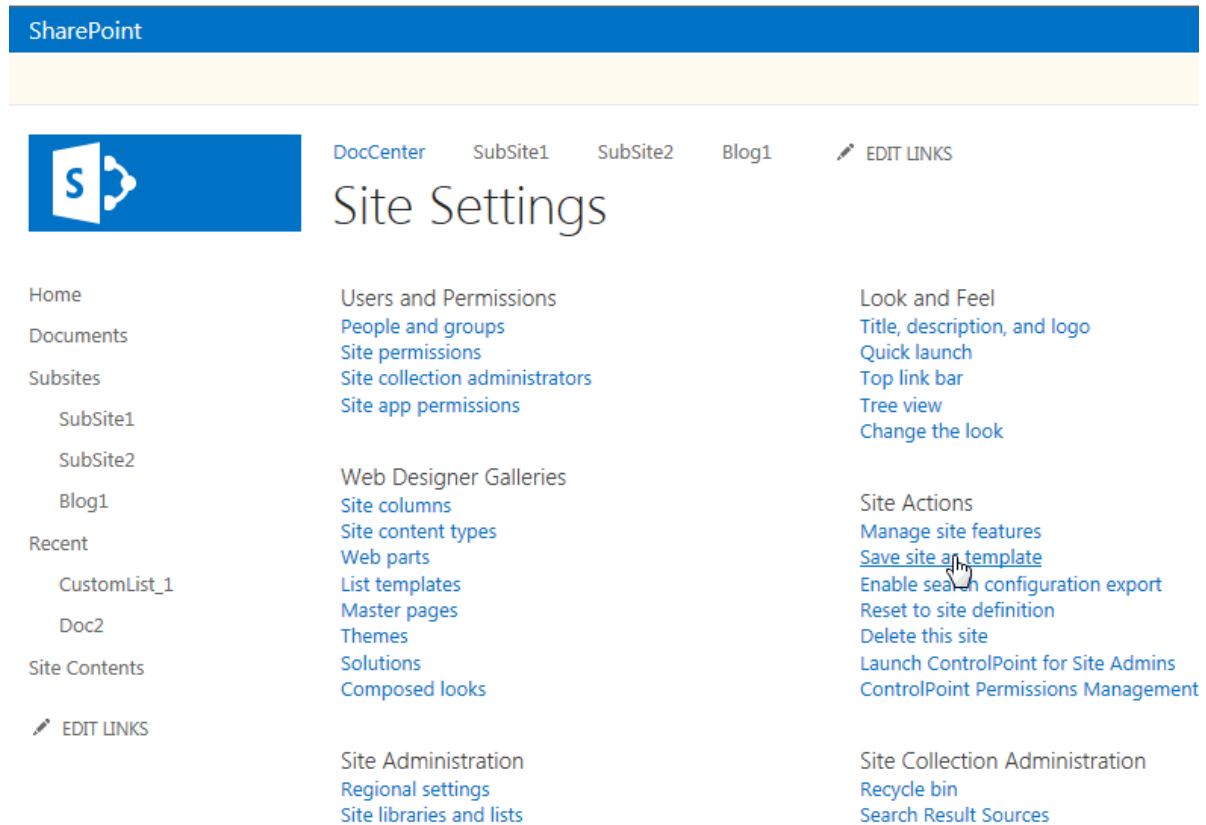 SharePoint
S
DocCenter SubSite1 SubSite2 Blog1 EDIT LINKS
Site Settings
Home
Documents
Subsites
SubSite1
SubSite2
Blog1
Recent
CustomList_1
Doc2
Site Contents
EDIT LINKS
Users and Permissions
People and groups
Site permissions
Site collection administrators
Site app permissions
Web Designer Galleries
Site columns
Site content types
Web parts
List templates
Master pages
Themes
Solutions
Composed looks
Site Administration
Regional settings
Site libraries and lists
Look and Feel
Title, description, and logo
Quick launch
Top link bar
Tree view
Change the look
Site Actions
Manage site features
Save site as template
Enable search configuration export
Reset to site definition
Delete this site
Launch ControlPoint for Site Admins
ControlPoint Permissions Management
Site Collection Administration
Recycle bin
Search Result Sources